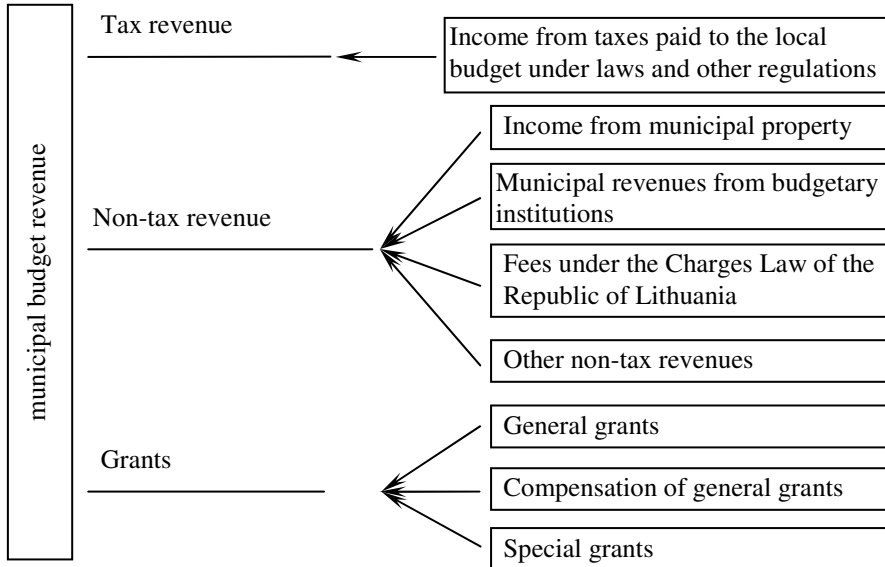 municipal budget revenue
Tax revenue
Income from taxes paid to the local
budget under laws and other regulations
Non-tax revenue
Income from municipal property
Municipal revenues from budgetary
institutions
Fees under the Charges Law of the
Republic of Lithuania
Other non-tax revenues
Grants
General grants
Compensation of general grants
Special grants